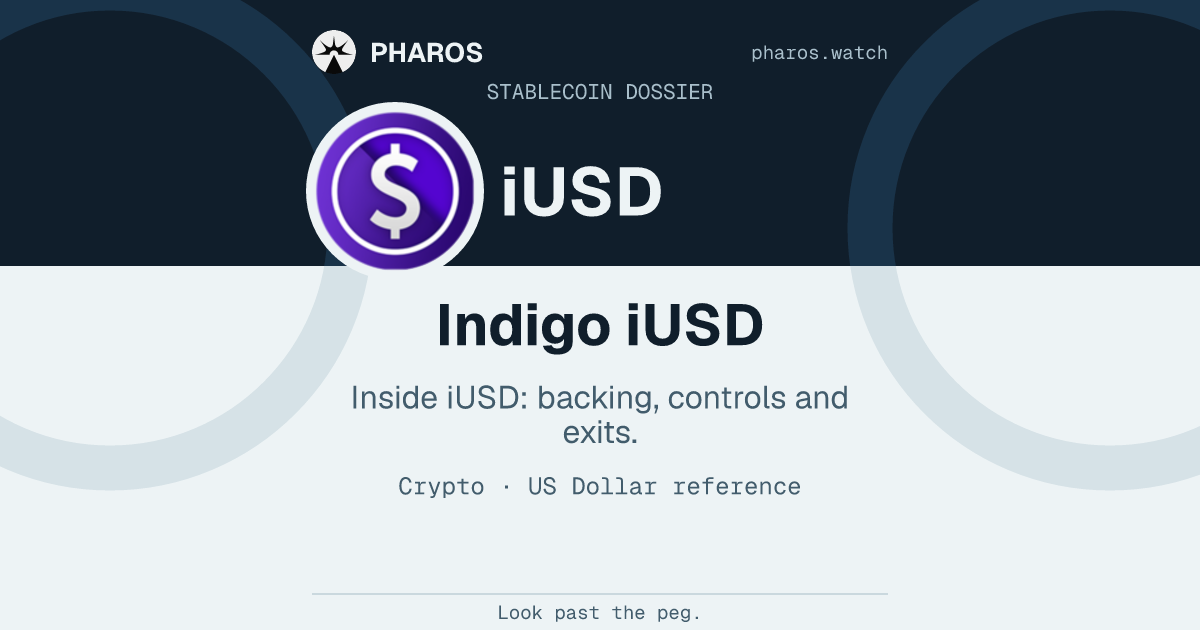 PHAROS
pharos.watch
STABLECOIN DOSSIER
$
iUSD
Indigo iUSD
Inside iUSD: backing, controls and
exits.
Crypto · US Dollar reference
Look past the peg.